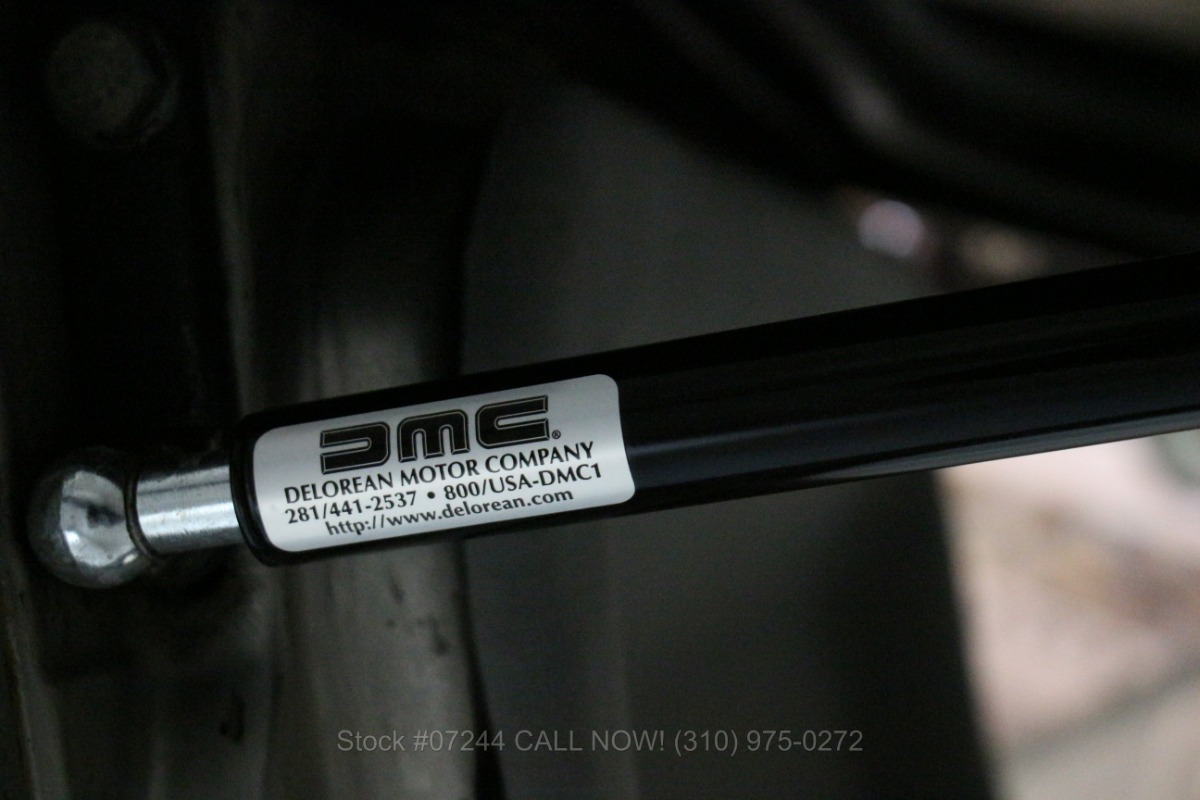 DMC®
DELOREAN MOTOR COMPANY
281/441-2537 • 800/USA-DMC1
http://www.delorean.com
Stock #07244 CALL NOW! (310) 975-0272